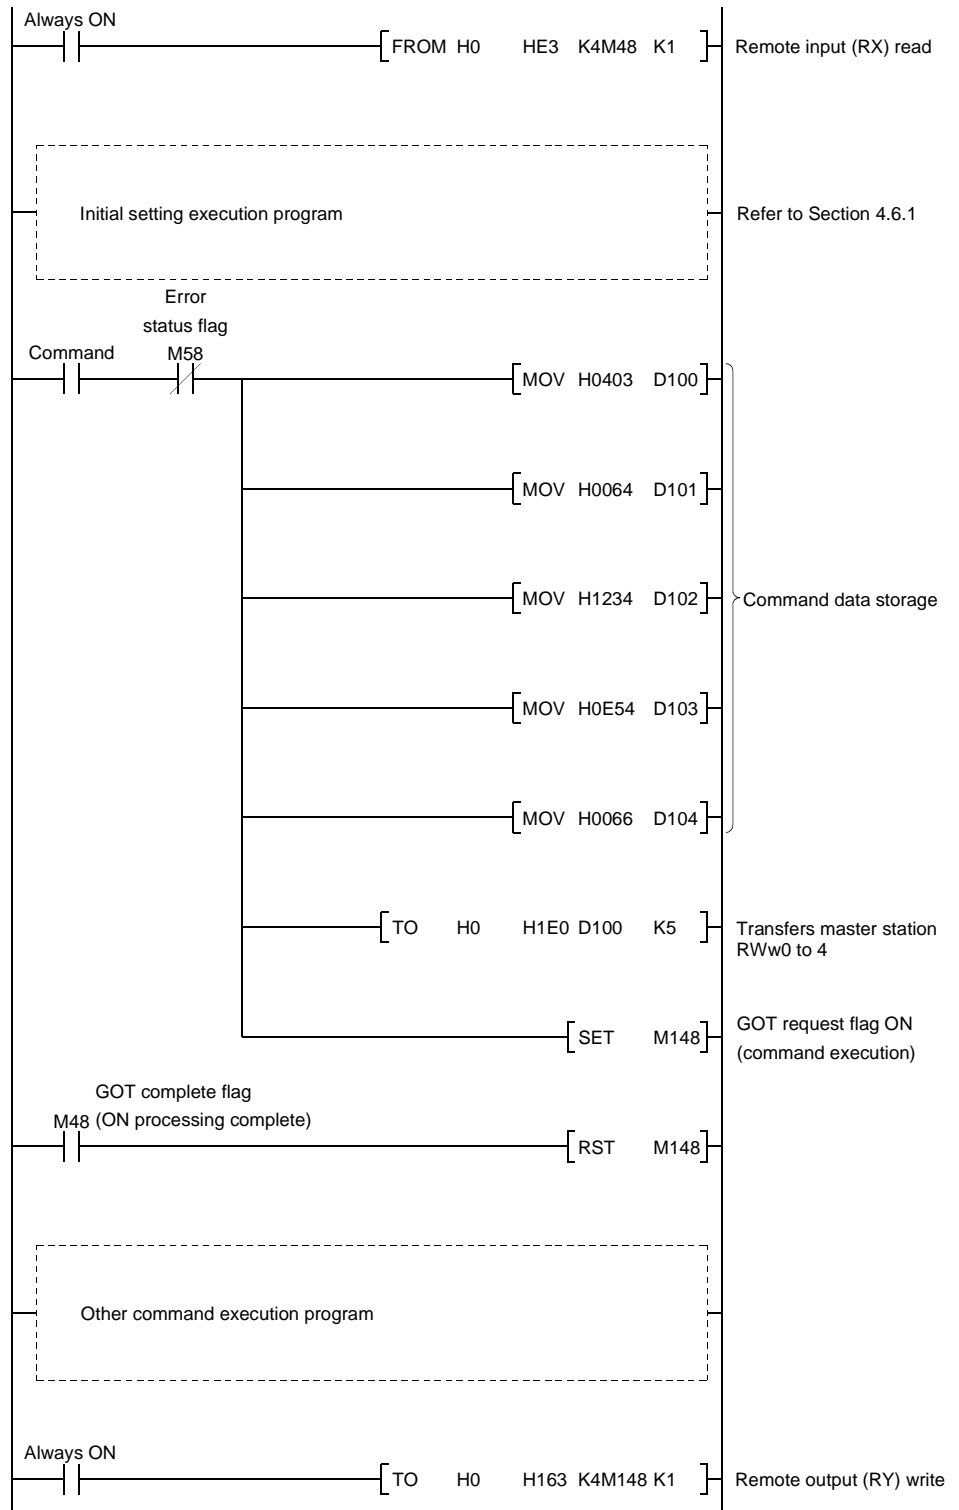 Always ON
FROM H0 HE3 K4M48 K1 Remote input (RX) read
Initial setting execution program Refer to Section 4.6.1
Error
status flag
Command M58
MOV H0403 D100
MOV H0064 D101
MOV H1234 D102 Command data storage
MOV H0E54 D103
MOV H0066 D104
TO H0 H1E0 D100 K5 Transfers master station
RWw0 to 4
GOT request flag ON
SET M148
(command execution)
GOT complete flag
M48 (ON processing complete)
RST M148
Other command execution program
Always ON
TO H0 H163 K4M148 K1 Remote output (RY) write